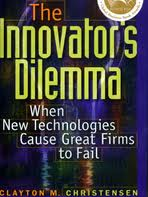 The
Innovator's
Dilemma
When
New Technologies
Cause Great Firms
to Fail
CLAYTON M. CHRISTENSEN